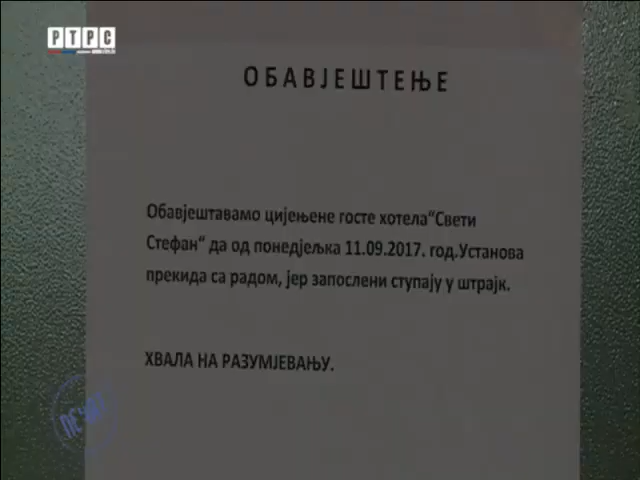 РТРС
ОБАВЈЕШТЕЊЕ
Обавјештавамо цијењене госте хотела“Свети
Стефан“ да од понедјељка 11.09.2017. год.Установа
прекида са радом, јер запослени ступају у штрајк.
ХВАЛА НА РАЗУМЈЕВАЊУ.